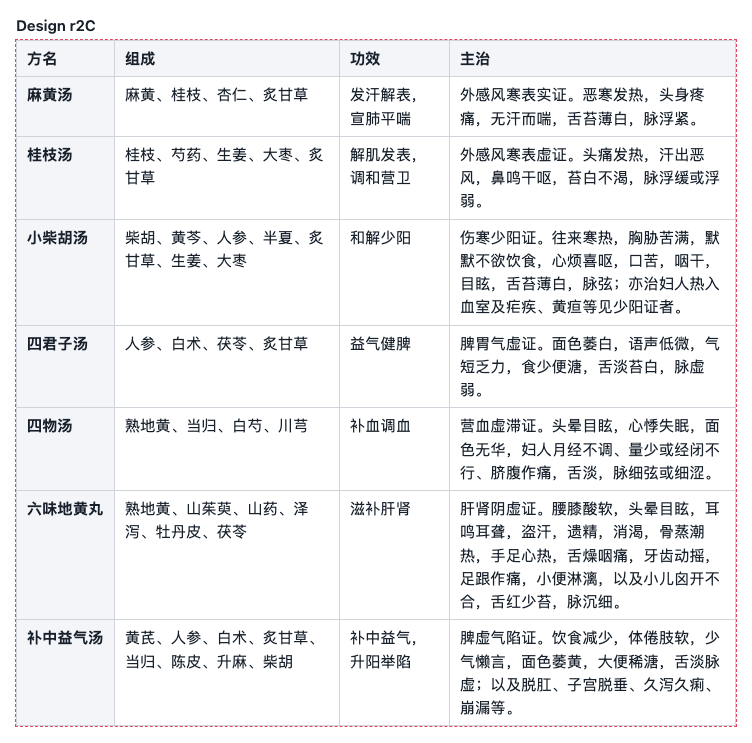 Design r2C
方名 组成 功效 主治
麻黄汤 麻黄、桂枝、杏仁、炙甘草 发汗解表， 外感风寒表实证。恶寒发热，头身疼
宣肺平喘 痛，无汗而喘，舌苔薄白，脉浮紧。
桂枝汤 桂枝、芍药、生姜、大枣、炙 解肌发表， 外感风寒表虚证。头痛发热，汗出恶
甘草 调和营卫 风，鼻鸣干呕，苔白不渴，脉浮缓或浮
弱。
小柴胡汤 柴胡、黄芩、人参、半夏、炙 和解少阳 伤寒少阳证。往来寒热，胸胁苦满，默
甘草、生姜、大枣 默不欲饮食，心烦喜呕，口苦，咽干，
目眩，舌苔薄白，脉弦；亦治妇人热入
血室及疟疾、黄疸等见少阳证者。
四君子汤 人参、白术、茯苓、炙甘草 益气健脾 脾胃气虚证。面色萎白，语声低微，气
短乏力，食少便溏，舌淡苔白，脉虚
弱。
四物汤 熟地黄、当归、白芍、川芎 补血调血 营血虚滞证。头晕目眩，心悸失眠，面
色无华，妇人月经不调、量少或经闭不
行、脐腹作痛，舌淡，脉细弦或细涩。
六味地黄丸 熟地黄、山茱萸、山药、泽 滋补肝肾 肝肾阴虚证。腰膝酸软，头晕目眩，耳
泻、牡丹皮、茯苓 鸣耳聋，盗汗，遗精，消渴，骨蒸潮
热，手足心热，舌燥咽痛，牙齿动摇，
足跟作痛，小便淋漓，以及小儿囟开不
合，舌红少苔，脉沉细。
补中益气汤 黄芪、人参、白术、炙甘草、 补中益气， 脾虚气陷证。饮食减少，体倦肢软，少
当归、陈皮、升麻、柴胡 升阳举陷 气懒言，面色萎黄，大便稀溏，舌淡脉
虚；以及脱肛、子宫脱垂、久泻久痢、
崩漏等。